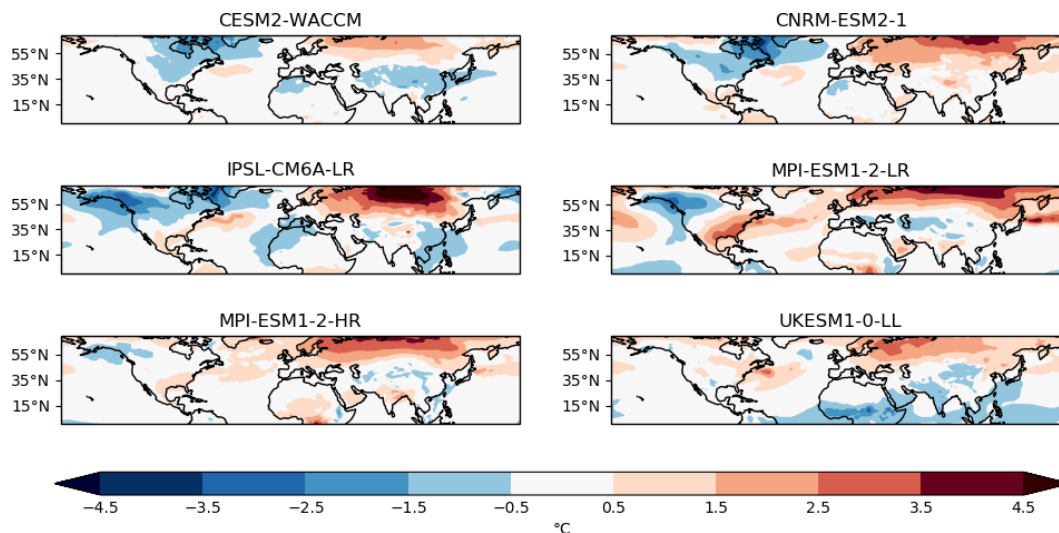 CESM2-WACCM
CNRM-ESM2-1
55°N
35°N
15°N
55°N
35°N
15°N
IPSL-CM6A-LR
MPI-ESM1-2-LR
55°N
35°N
15°N
55°N
35°N
15°N
MPI-ESM1-2-HR
UKESM1-0-LL
55°N
35°N
15°N
55°N
35°N
15°N
−4.5 −3.5 −2.5 −1.5 −0.5 0.5 1.5 2.5 3.5 4.5
°C